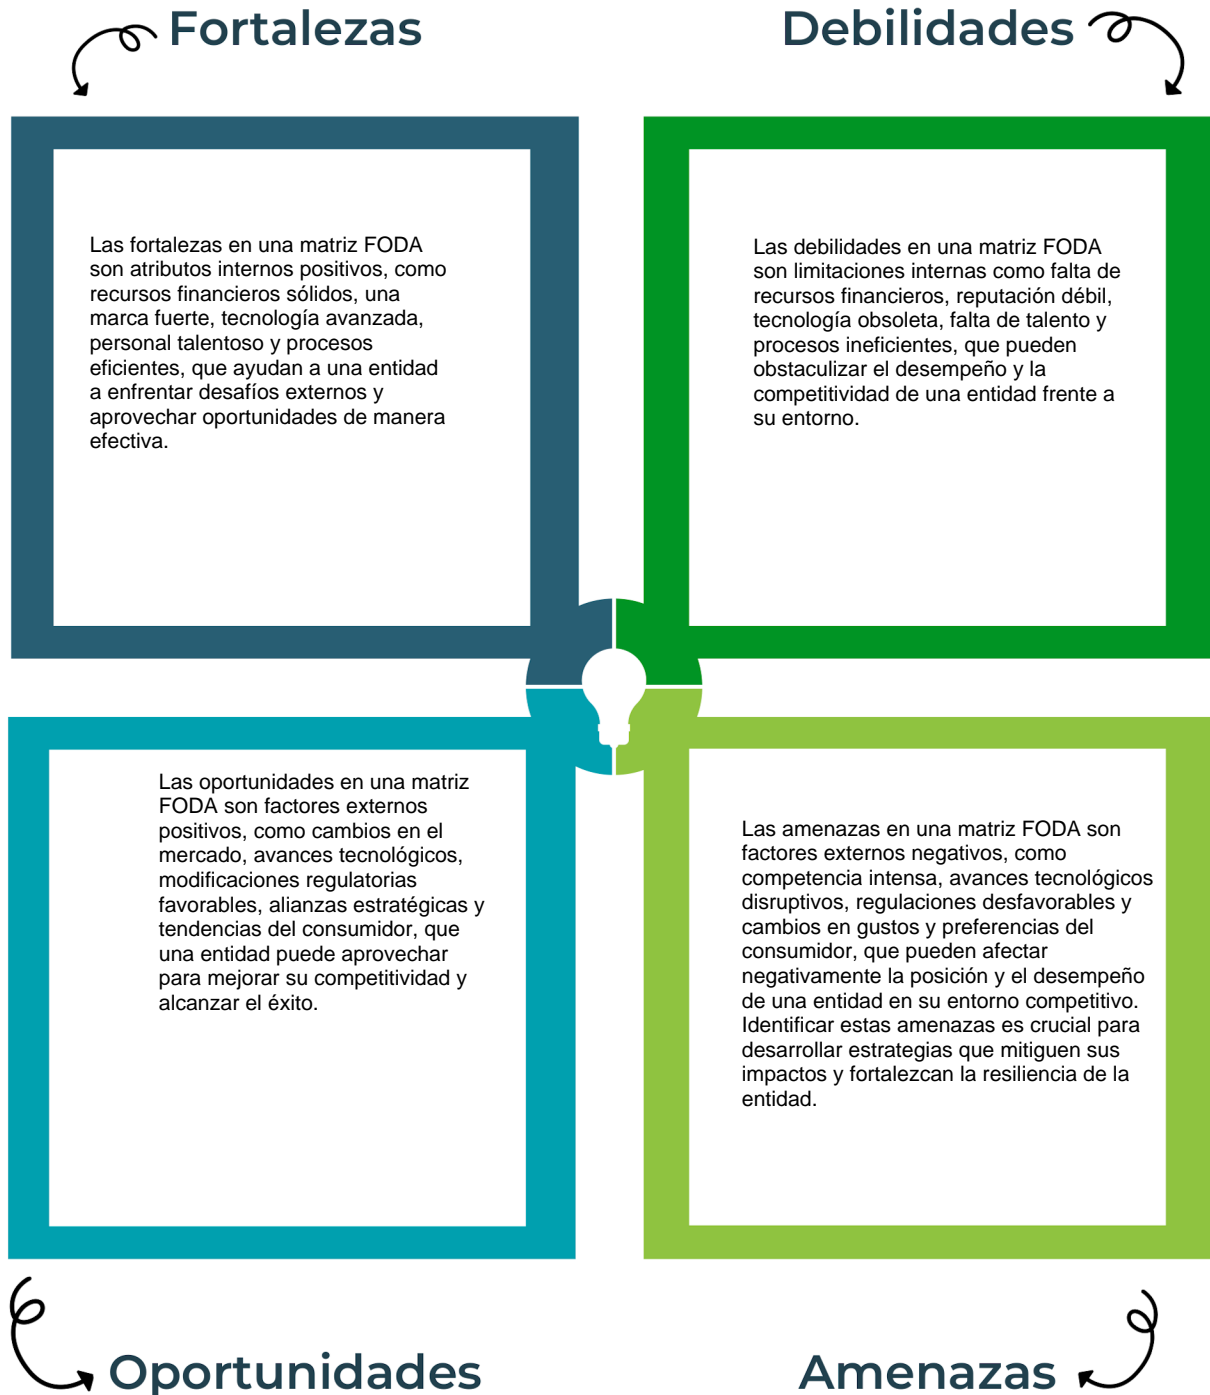 Fortalezas
Las fortalezas en una matriz FODA
son atributos internos positivos, como
recursos financieros sólidos, una
marca fuerte, tecnología avanzada,
personal talentoso y procesos
eficientes, que ayudan a una entidad
a enfrentar desafíos externos y
aprovechar oportunidades de manera
efectiva.
Debilidades
Las debilidades en una matriz FODA
son limitaciones internas como falta de
recursos financieros, reputación débil,
tecnología obsoleta, falta de talento y
procesos ineficientes, que pueden
obstaculizar el desempeño y la
competitividad de una entidad frente a
su entorno.
Las oportunidades en una matriz
FODA son factores externos
positivos, como cambios en el
mercado, avances tecnológicos,
modificaciones regulatorias
favorables, alianzas estratégicas y
tendencias del consumidor, que
una entidad puede aprovechar
para mejorar su competitividad y
alcanzar el éxito.
Oportunidades
Las amenazas en una matriz FODA son
factores externos negativos, como
competencia intensa, avances tecnológicos
disruptivos, regulaciones desfavorables y
cambios en gustos y preferencias del
consumidor, que pueden afectar
negativamente la posición y el desempeño
de una entidad en su entorno competitivo.
Identificar estas amenazas es crucial para
desarrollar estrategias que mitiguen sus
impactos y fortalezcan la resiliencia de la
entidad.
Amenazas